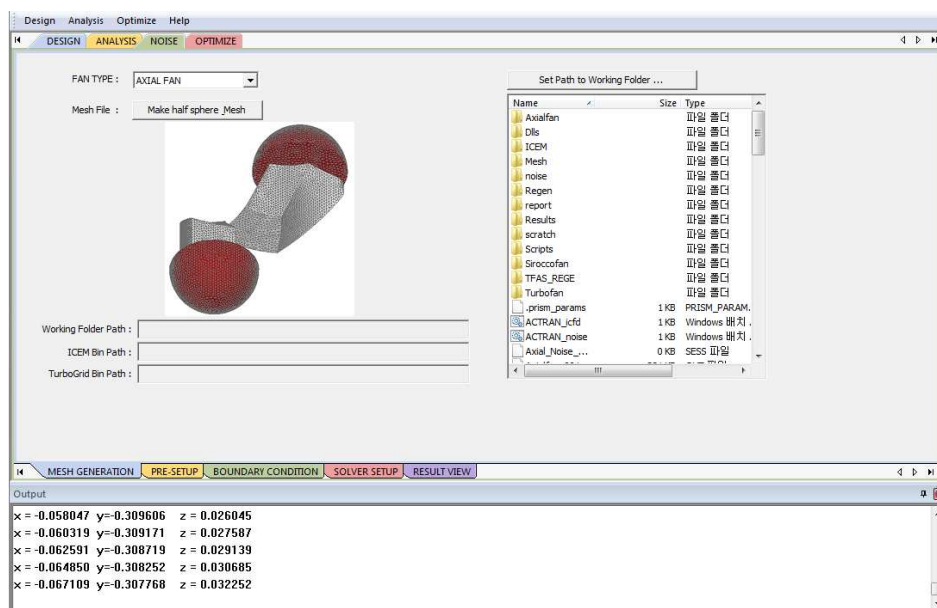 Design Analysis Optimize Help
DESIGN ANALYSIS NOISE OPTIMIZE
FAN TYPE : AXIAL FAN
Mesh File : Make half sphere Mesh
Working Folder Path :
ICEM Bin Path :
TurboGrid Bin Path :
Set Path to Working Folder ...
Name Size Type
Axialfan 파일 폴더
Dlls 파일 폴더
ICEM 파일 폴더
Mesh 파일 폴더
noise 파일 폴더
Regen 파일 폴더
report 파일 폴더
Results 파일 폴더
scratch 파일 폴더
Scripts 파일 폴더
Siroccofan 파일 폴더
TFAS_REGE 파일 폴더
Turbofan 파일 폴더
.prism_params 1 KB PRISM_PARAM.
ACTRAN_icfd 1 KB Windows 배치 .
ACTRAN_noise 1 KB Windows 배치 .
Axial_Noise_... 0 KB SESS 파일
MESH GENERATION PRE-SETUP BOUNDARY CONDITION SOLVER SETUP RESULT VIEW
Output
x = -0.058047 y=-0.309606 z = 0.026045
x = -0.060319 y=-0.309171 z = 0.027587
x = -0.062591 y=-0.308719 z = 0.029139
x = -0.064850 y=-0.308252 z = 0.030685
x = -0.067109 y=-0.307768 z = 0.032252